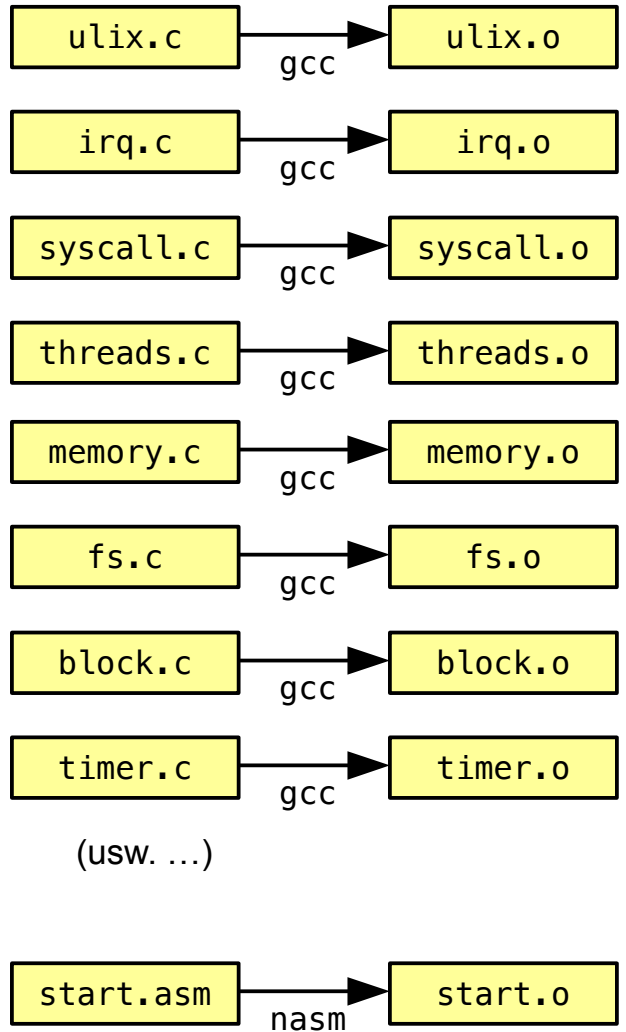 ulix.c gcc ulix.o
irq.c gcc irq.o
syscall.c gcc syscall.o
threads.c gcc threads.o
memory.c gcc memory.o
fs.c gcc fs.o
block.c gcc block.o
timer.c gcc timer.o
(usw. …)
start.asm nasm start.o